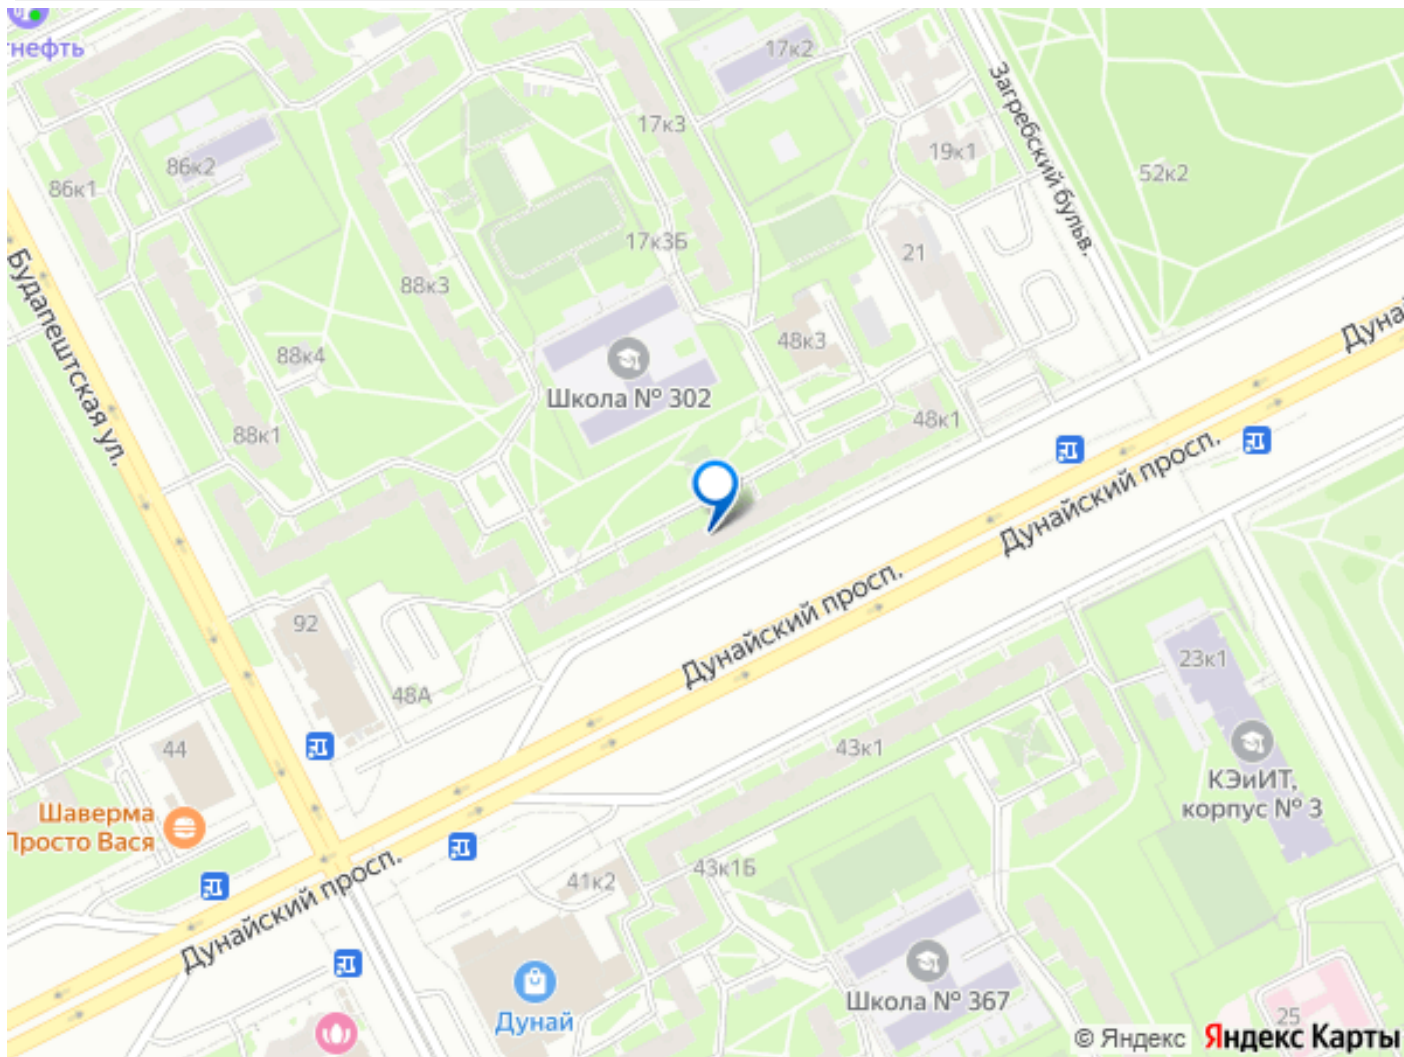 нефть
17к2
Загребский бульв.
17к3
86к2
86к1
19к1
52к2
17к3Б
21
Будапештская ул.
88к3
Дуна
88к4
48к3
Школа № 302
88к1
48к1
Дунайский просп.
Дунайский просп.
92
23к1
48А
44
43к1
КЭиИТ,
корпус № 3
Шаверма
Просто Вася
43к1Б
41к2
Дунайский просп.
Школа № 367
25
Дунай
© Яндекс Яндекс Карты